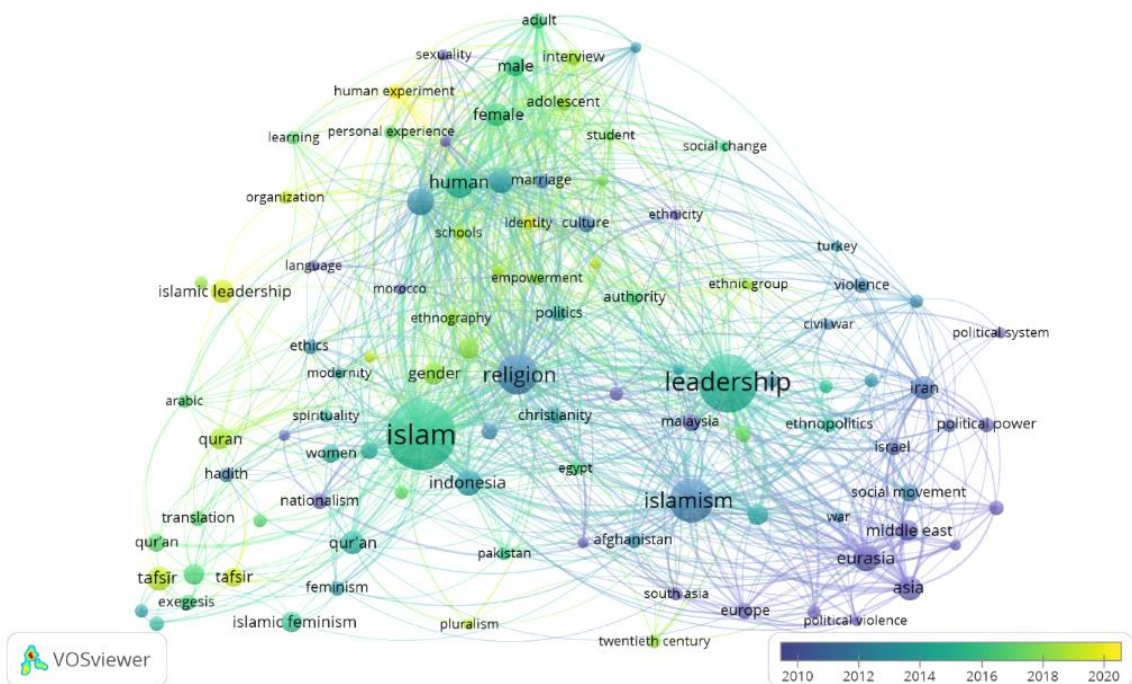 adult
sexuality
interview
male
human experiment
adolescent
female
learning
personal experience
student
social change
human
marriage
organization
identity
culture
ethnicity
schools
turkey
language
empowerment
morocco
ethnic group
violence
islamic leadership
authority
ethnography
politics
civil war
political system
ethics
modernity
gender
religion
leadership
iran
arabic
spirituality
christianity
malaysia
ethnopolitics
political power
islam
quran
women
israel
hadith
egypt
indonesia
nationalism
islamism
social movement
translation
war
middle east
qur'an
qur'an
pakistan
afghanistan
eurasia
tafsīr
tafsir
feminism
asia
exegesis
south asia
europe
political violence
islamic feminism
pluralism
twentieth century
VOSviewer
2010 2012 2014 2016 2018 2020